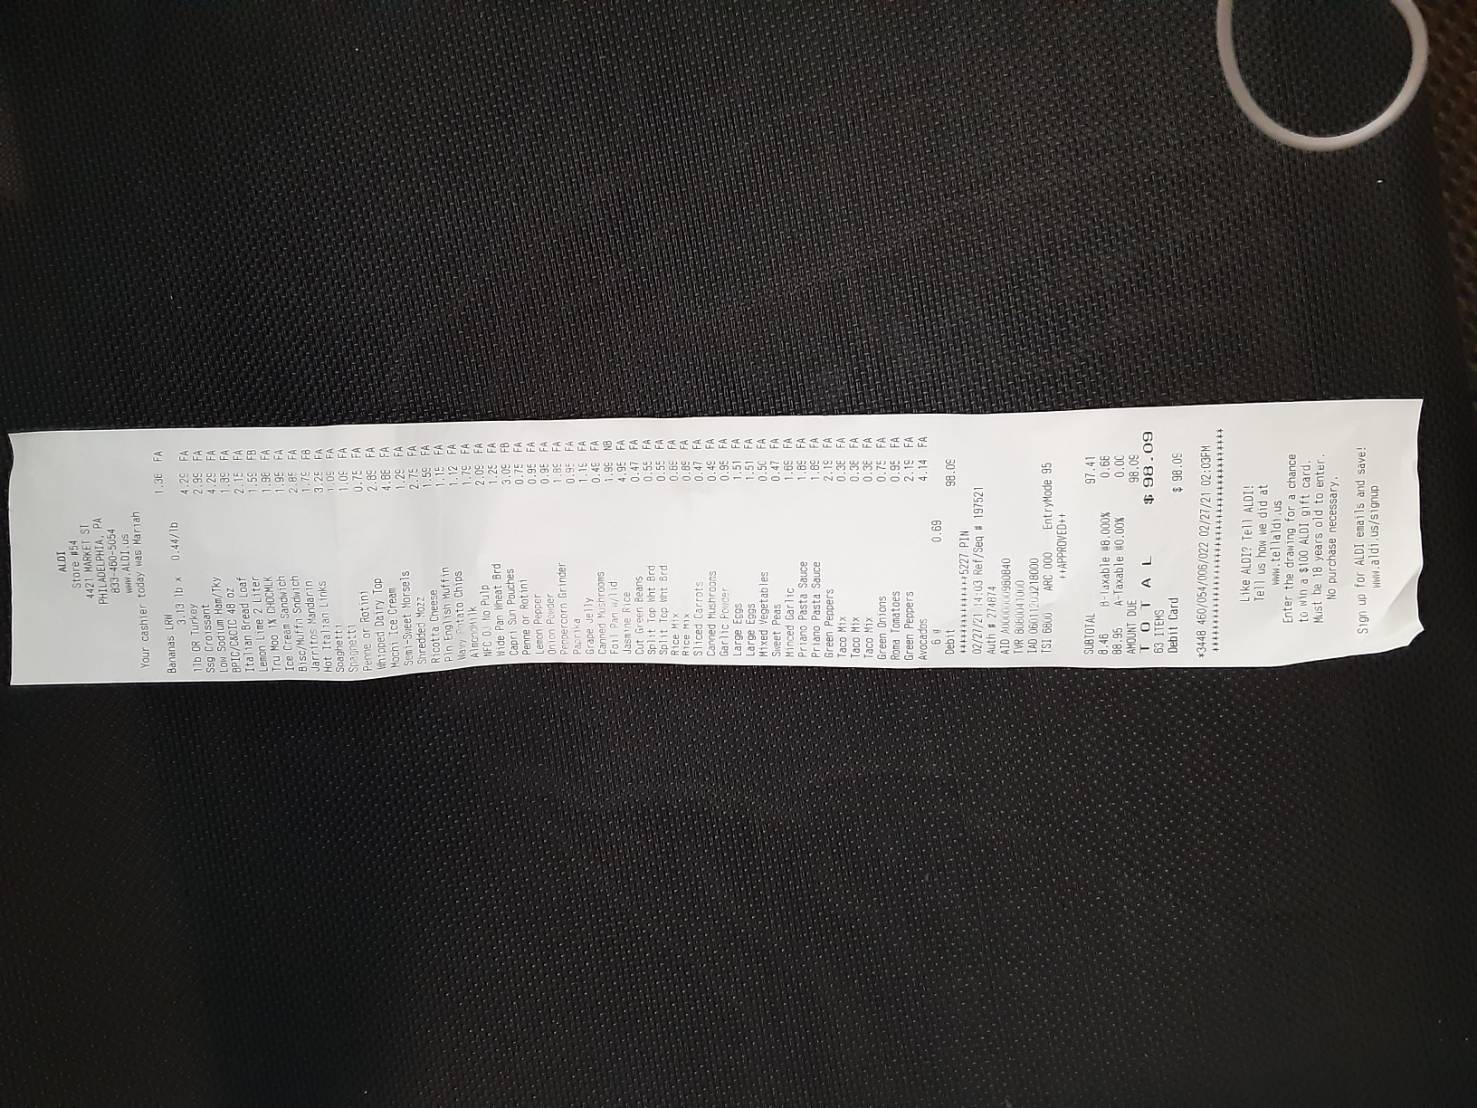 ALDI
Store #54
4421 MARKET ST
PHILADELPHIA, PA
833-460-5054
www.ALDI.us
Your cashier today was Mariah
Bananas LRW 1.38 FA
3.13 lb x 0.44/lb
1lb OR Turkey 4.29 FA
Ssg Croissant 2.95 FA
Low Sodium Ham/Tky 4.29 FA
BPIC/C&CIC 48 oz 1.89 FA
Italian Bread Loaf 2.15 FA
Lemon Lime 2 Liter 1.59 FB
Tru Moo 1% CHOCMLK 1.98 FA
Ice Cream Sandwich 1.95 FA
Bisc/Muffn Sndwich 2.85 FA
Jarritos Mandarin 1.79 FB
Hot Italian Links 3.25 FA
Spaghetti 1.09 FA
Spaghetti 1.09 FA
Penne or Rotini 0.75 FA
Whipped Dairy Top 2.89 FA
Mochi Ice Cream 4.88 FA
Semi-Sweet Morsels 1.29 FA
Shredded Mozz 2.75 FA
Ricotta Cheese 1.59 FA
Pln English Muffin 1.15 FA
Wavy Potato Chips 1.12 FA
Almondmilk 1.79 FA
NFC OJ No Pulp 2.09 FA
Wide Pan Wheat Brd 1.25 FA
Capri Sun Pouches 3.09 FB
Penne or Rotini 0.75 FA
Lemon Pepper 0.95 FA
Onion Powder 0.95 FA
Peppercorn Grinder 1.89 FA
Paprika 0.95 FA
Grape Jelly 1.19 FA
Canned Mushrooms 0.49 FA
Foil Pan w/lid 1.99 NB
Jasmine Rice 4.95 FA
Cut Green Beans 0.47 FA
Split Top Wht Brd 0.55 FA
Split Top Wht Brd 0.55 FA
Rice Mix 0.89 FA
Rice Mix 0.89 FA
Sliced Carrots 0.47 FA
Canned Mushrooms 0.49 FA
Garlic Powder 0.95 FA
Large Eggs 1.51 FA
Large Eggs 1.51 FA
Mixed Vegetables 0.50 FA
Sweet Peas 0.47 FA
Minced Garlic 1.69 FA
Priano Pasta Sauce 1.89 FA
Priano Pasta Sauce 1.89 FA
Green Peppers 2.19 FA
Taco Mix 0.38 FA
Taco Mix 0.38 FA
Taco Mix 0.38 FA
Green Onions 0.75 FA
Roma Tomatoes 0.95 FA
Green Peppers 2.19 FA
Avocados 4.14 FA
6 @ 0.69
Debit 98.09
***************5227 PIN
02/27/21 14:03 Ref/Seq # 197521
Auth # 274874
AID A0000000980840
TVR 8080041000
IAD 06011203218000
TSI 6800 ARC 000 EntryMode 95
++APPROVED++
SUBTOTAL 97.41
8.46 B-Taxable @8.000% 0.68
88.95 A-Taxable @0.00% 0.00
AMOUNT DUE 98.09
T O T A L $ 98.09
63 ITEMS
Debit Card $ 98.09
*3448 460/054/006/022 02/27/21 02:03PM
****************************************
Like ALDI? Tell ALDI!
Tell us how we did at
www.tellaldi.us
Enter the drawing for a chance
to win a $100 ALDI gift card.
Must be 18 years old to enter.
No purchase necessary.
Sign up for ALDI emails and save!
www.aldi.us/signup